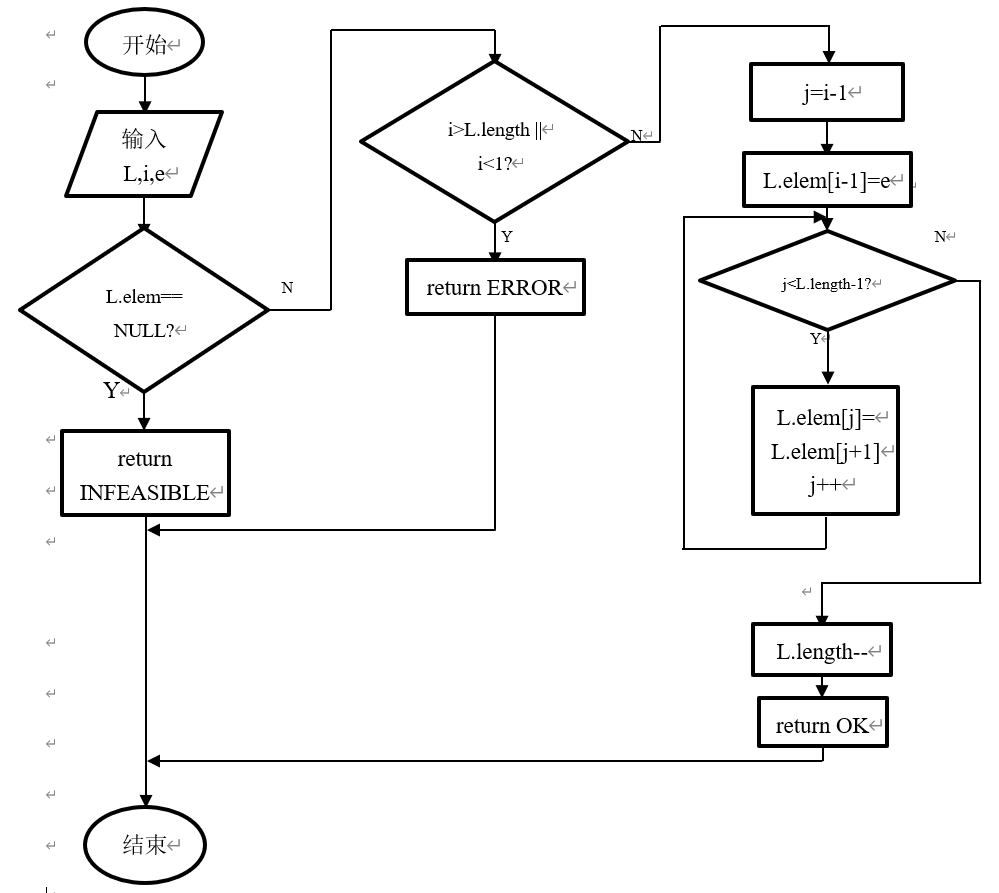 开始
输入
L,i,e
L.elem==
NULL?
N
Y
return
INFEASIBLE
i>L.length ||
i<1?
N
Y
return ERROR
j=i-1
L.elem[i-1]=e
j<L.length-1?
N
Y
L.elem[j]=
L.elem[j+1]
j++
L.length--
return OK
结束